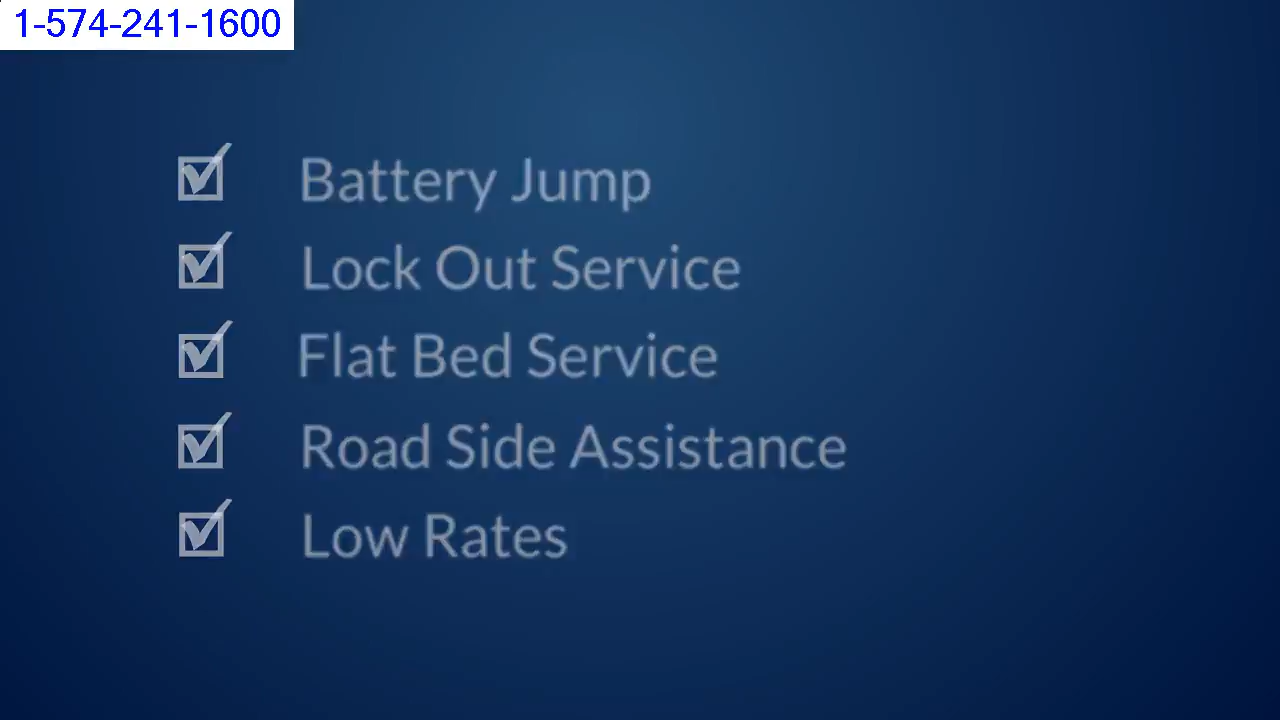 1-574-241-1600
Battery Jump
Lock Out Service
Flat Bed Service
Road Side Assistance
Low Rates